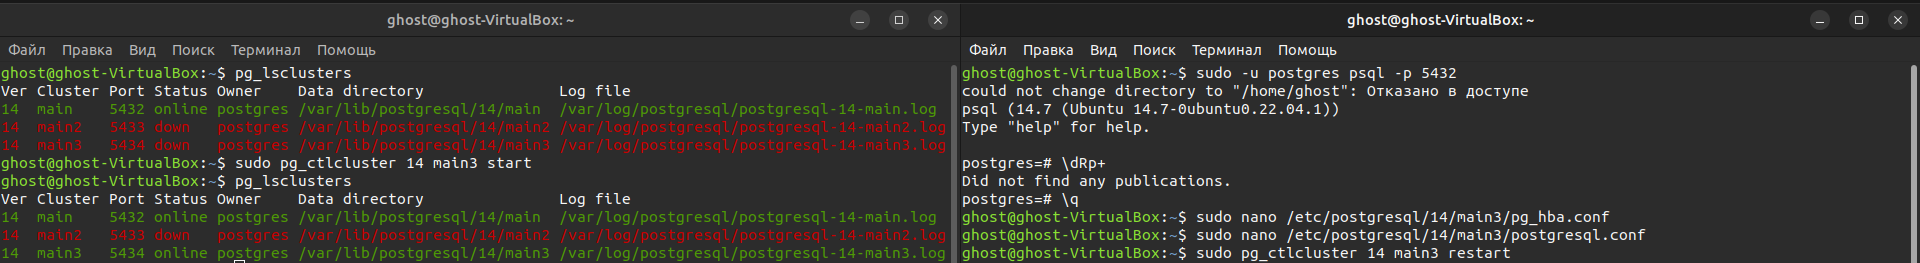 ghost@ghost-VirtualBox: ~
Файл Правка Вид Поиск Терминал Помощь
ghost@ghost-VirtualBox:~$ pg_lsclusters
Ver Cluster Port Status Owner    Data directory               Log file
14  main    5432 online postgres /var/lib/postgresql/14/main  /var/log/postgresql/postgresql-14-main.log
14  main2   5433 down   postgres /var/lib/postgresql/14/main2 /var/log/postgresql/postgresql-14-main2.log
14  main3   5434 down   postgres /var/lib/postgresql/14/main3 /var/log/postgresql/postgresql-14-main3.log
ghost@ghost-VirtualBox:~$ sudo pg_ctlcluster 14 main3 start
ghost@ghost-VirtualBox:~$ pg_lsclusters
Ver Cluster Port Status Owner    Data directory               Log file
14  main    5432 online postgres /var/lib/postgresql/14/main  /var/log/postgresql/postgresql-14-main.log
14  main2   5433 down   postgres /var/lib/postgresql/14/main2 /var/log/postgresql/postgresql-14-main2.log
14  main3   5434 online postgres /var/lib/postgresql/14/main3 /var/log/postgresql/postgresql-14-main3.log
ghost@ghost-VirtualBox: ~
Файл Правка Вид Поиск Терминал Помощь
ghost@ghost-VirtualBox:~$ sudo -u postgres psql -p 5432
could not change directory to "/home/ghost": Отказано в доступе
psql (14.7 (Ubuntu 14.7-0ubuntu0.22.04.1))
Type "help" for help.
postgres=# \dRp+
Did not find any publications.
postgres=# \q
ghost@ghost-VirtualBox:~$ sudo nano /etc/postgresql/14/main3/pg_hba.conf
ghost@ghost-VirtualBox:~$ sudo nano /etc/postgresql/14/main3/postgresql.conf
ghost@ghost-VirtualBox:~$ sudo pg_ctlcluster 14 main3 restart